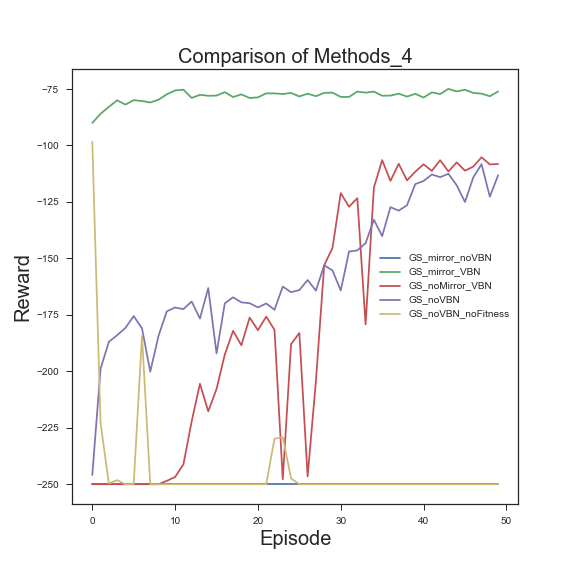 Comparison of Methods_4
Reward
−75
−100
−125
−150
−175
−200
−225
−250
GS_mirror_noVBN
GS_mirror_VBN
GS_noMirror_VBN
GS_noVBN
GS_noVBN_noFitness
0 10 20 30 40 50
Episode